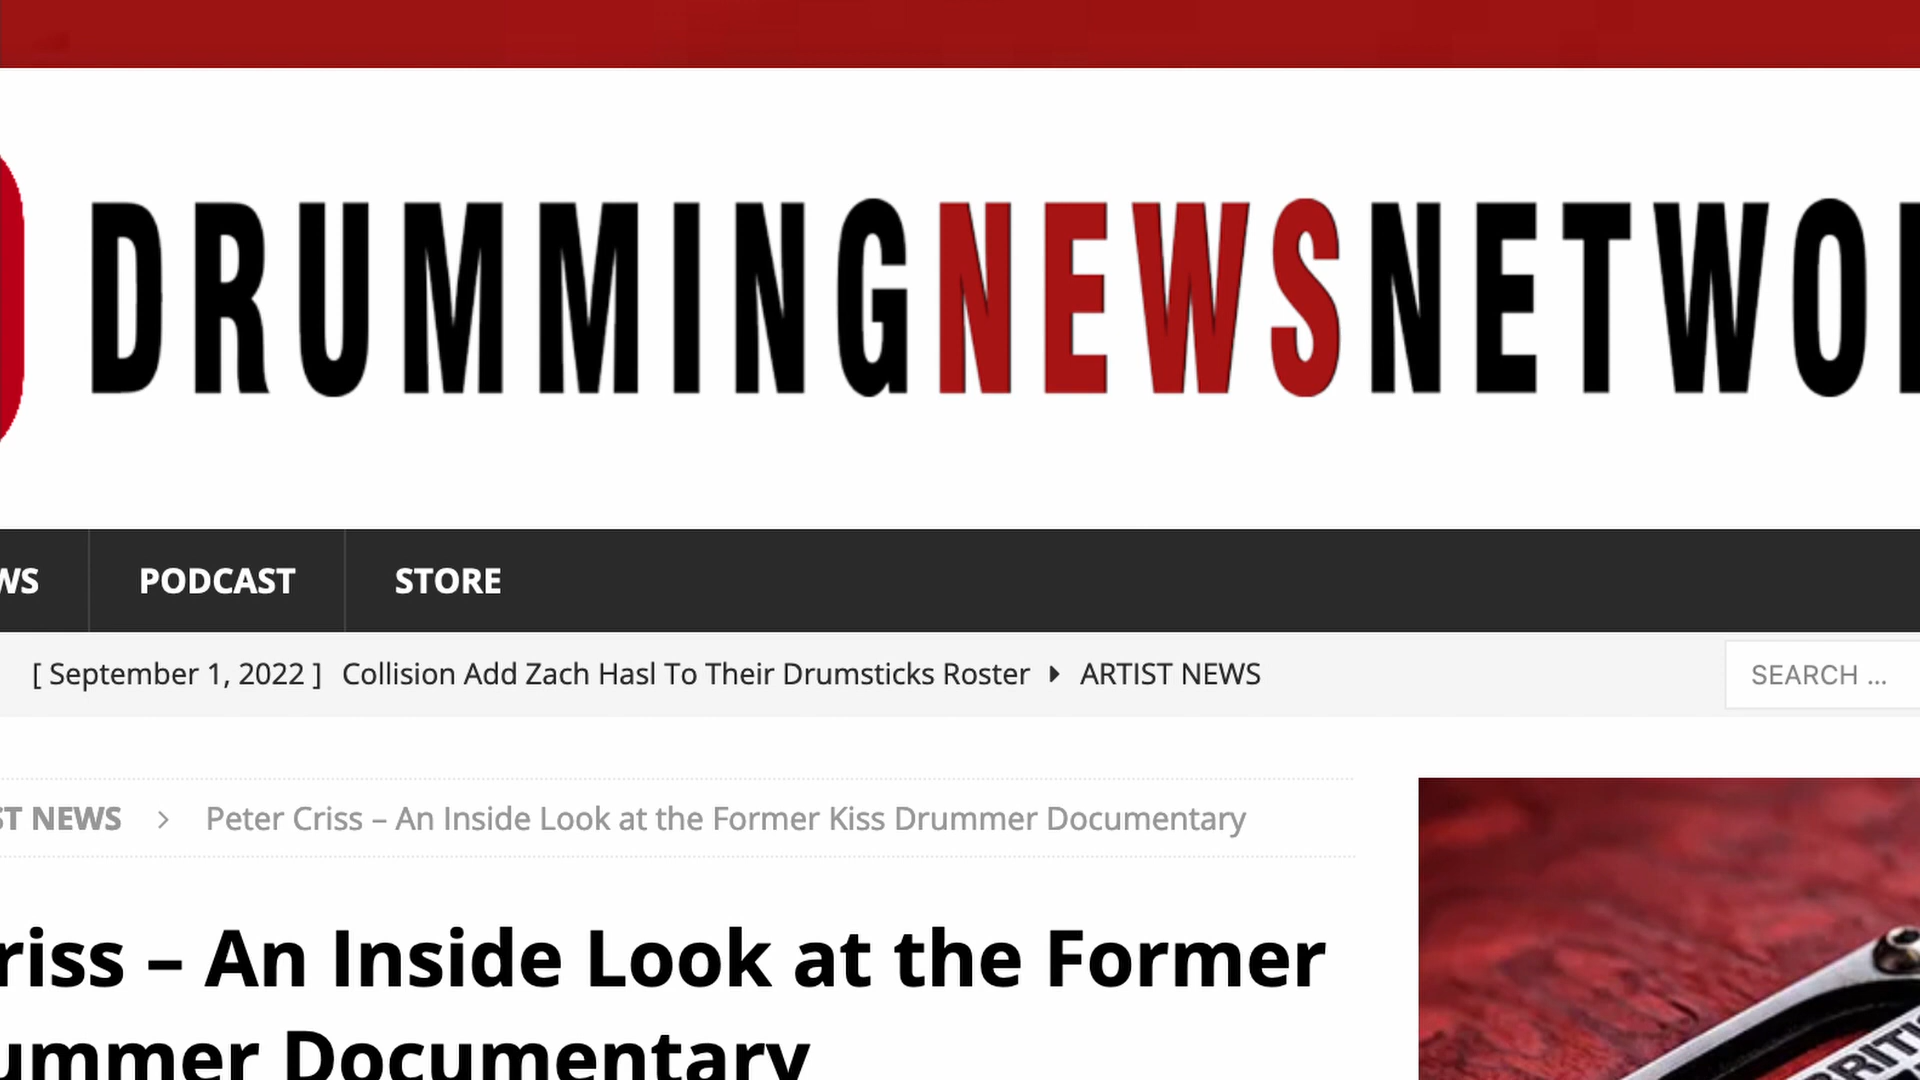 DRUMMINGNEWSNETWO
WS PODCAST STORE
[ September 1, 2022 ] Collision Add Zach Hasl To Their Drumsticks Roster ARTIST NEWS
SEARCH ...
ST NEWS > Peter Criss – An Inside Look at the Former Kiss Drummer Documentary
riss – An Inside Look at the Former
ummer Documentary
BRITI